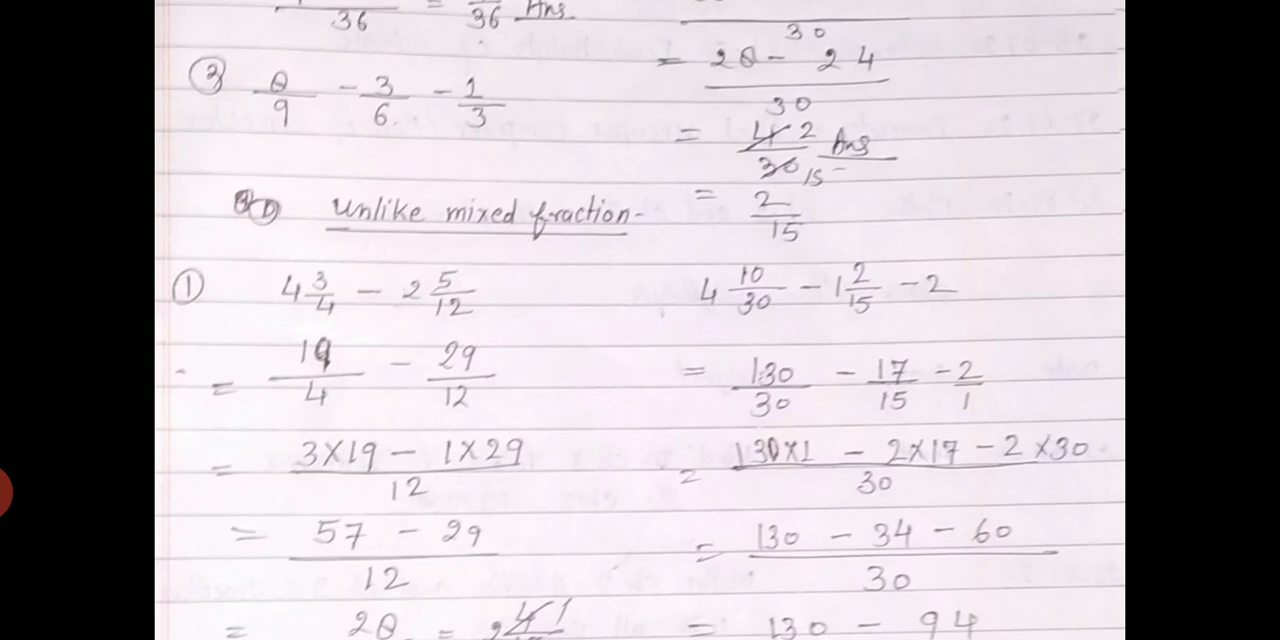 36 = 36 Ans
③ 8/9 - 3/6 - 1/3
Unlike mixed fraction-
① 4 3/4 - 2 5/12
= 19/4 - 29/12
= 3×19 - 1×29 / 12
= 57 - 29 / 12
= 28 =
30
= 28 - 24 / 30
= 4 2 / 30 15 Ans
= 2/15
4 10/30 - 1 2/15 - 2
= 130/30 - 17/15 - 2/1
= 130×1 - 2×17 - 2×30 / 30
= 130 - 34 - 60 / 30
= 130 - 94